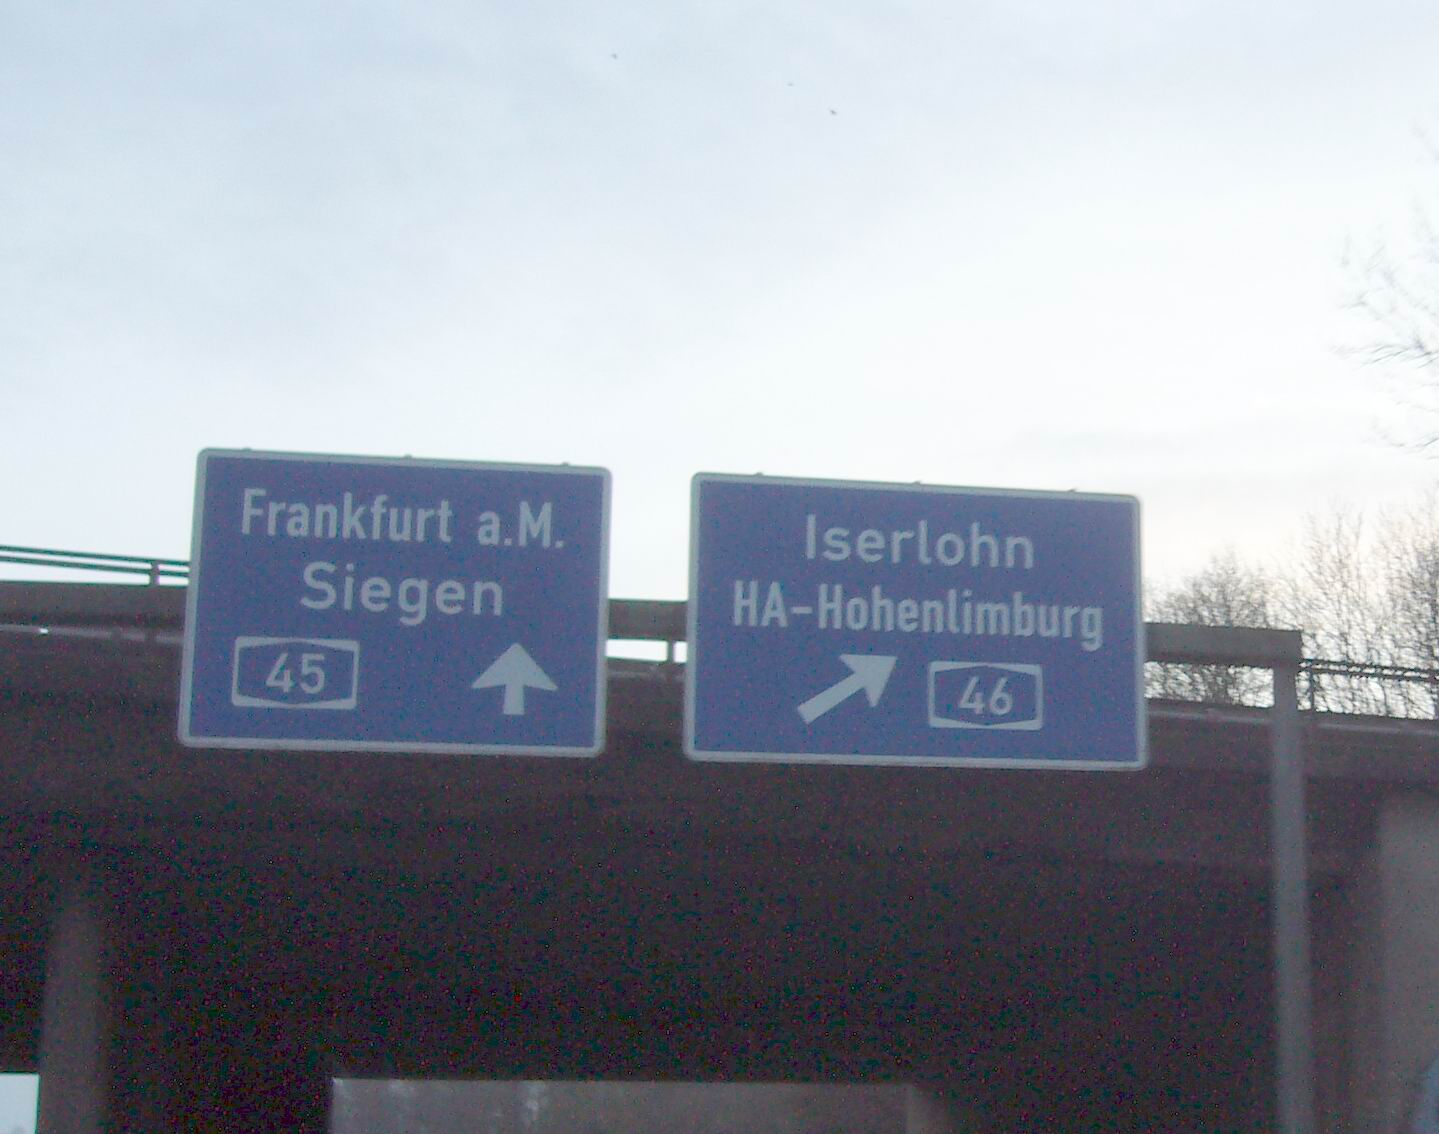 Frankfurt a.M.
Siegen
45
Iserlohn
HA-Hohenlimburg
46